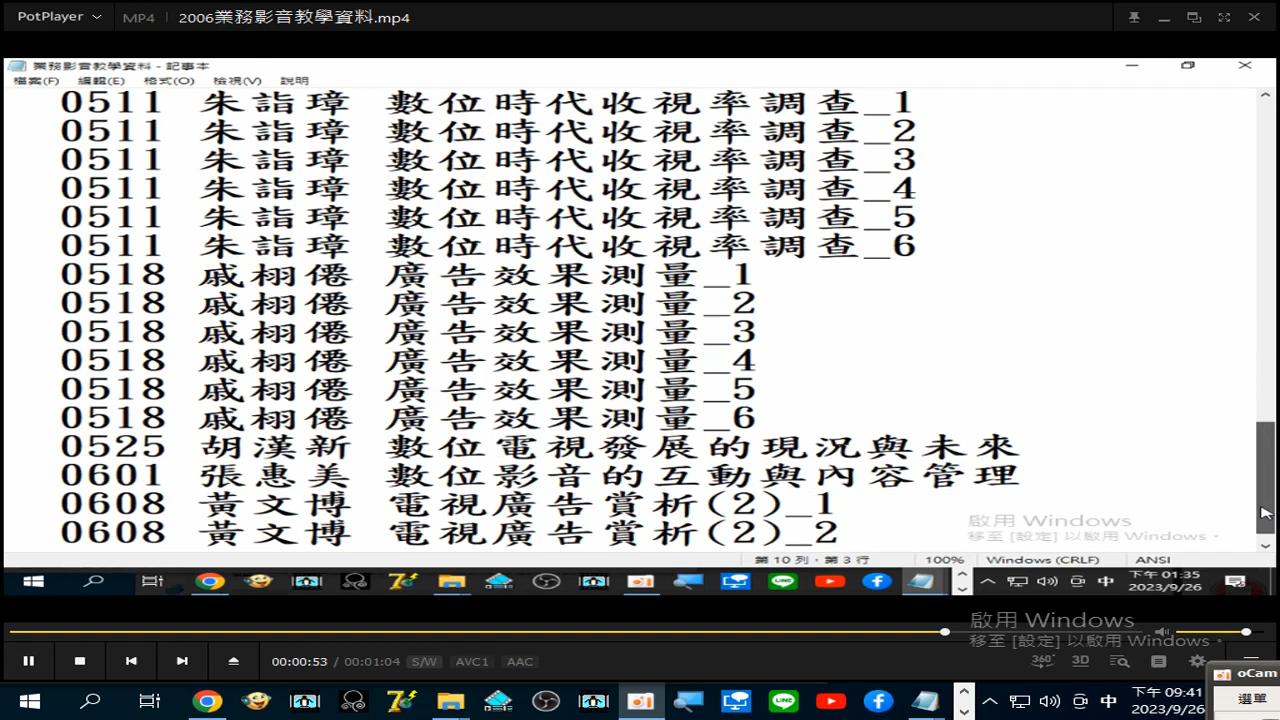 PotPlayer MP4 2006業務影音教學資料.mp4
業務影音教學資料 - 記事本
檔案(F) 編輯(E) 格式(O) 檢視(V) 說明
0511 朱詣璋 數位時代收視率調查_1
0511 朱詣璋 數位時代收視率調查_2
0511 朱詣璋 數位時代收視率調查_3
0511 朱詣璋 數位時代收視率調查_4
0511 朱詣璋 數位時代收視率調查_5
0511 朱詣璋 數位時代收視率調查_6
0518 戚栩僊 廣告效果測量_1
0518 戚栩僊 廣告效果測量_2
0518 戚栩僊 廣告效果測量_3
0518 戚栩僊 廣告效果測量_4
0518 戚栩僊 廣告效果測量_5
0518 戚栩僊 廣告效果測量_6
0525 胡漢新 數位電視發展的現況與未來
0601 張惠美 數位影音的互動與內容管理
0608 黃文博 電視廣告賞析(2)_1
0608 黃文博 電視廣告賞析(2)_2
啟用 Windows
移至 [設定] 以啟用 Windows。
第 10 列，第 3 行 100% Windows (CRLF) ANSI
中 下午 01:35
2023/9/26
啟用 Windows
移至 [設定] 以啟用 Windows。
00:00:53 / 00:01:04 S/W AVC1 AAC
360° 3D
oCam
選單
中 下午 09:41
2023/9/26